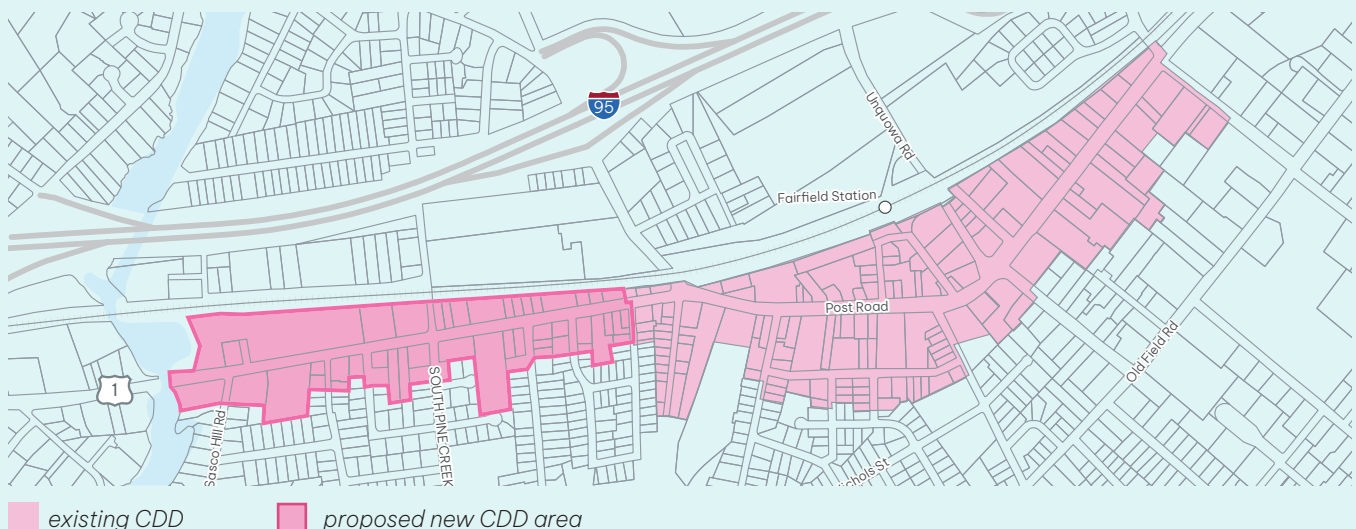 95
Unquowa Rd
Fairfield Station
Post Road
Old Field Rd
1
SOUTH PINE CREEK
Sasco Hill Rd
ichols St
existing CDD
proposed new CDD area